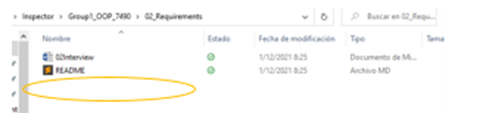 Inspector > Group1_OOP_7490 > 02_Requirements
Buscar en 02_Requ...
Nombre Estado Fecha de modificación Tipo Tama
02Interview 1/12/2021 8:25 Documento de Mi...
README 1/12/2021 8:25 Archivo MD